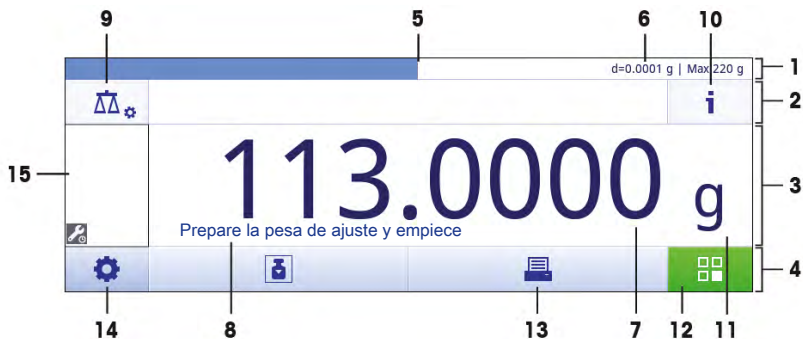 9 5 6 10
d=0.0001 g | Max 220 g
1
2
i
113.0000 g
15
3
Prepare la pesa de ajuste y empiece
4
14 8 13 7 12 11